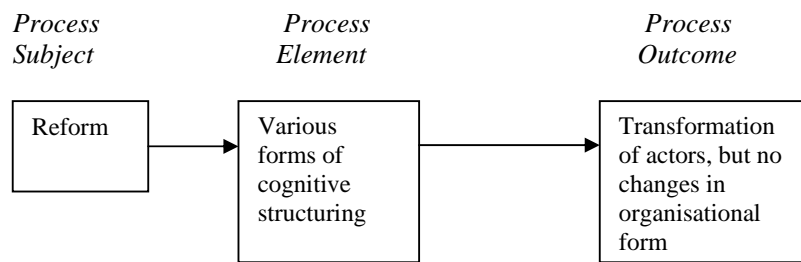 Process
Subject
Process
Element
Process
Outcome
Reform
Various
forms of
cognitive
structuring
Transformation
of actors, but no
changes in
organisational
form